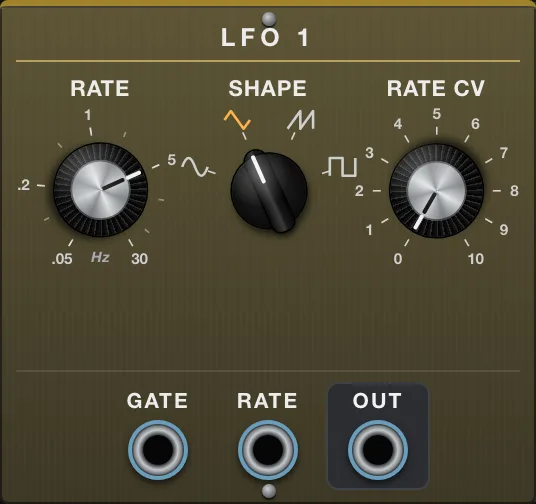 LFO 1
RATE SHAPE RATE CV
1 5
4 6
.2 5 3 7
2 8
1 9
.05 Hz 30 0 10
GATE RATE OUT